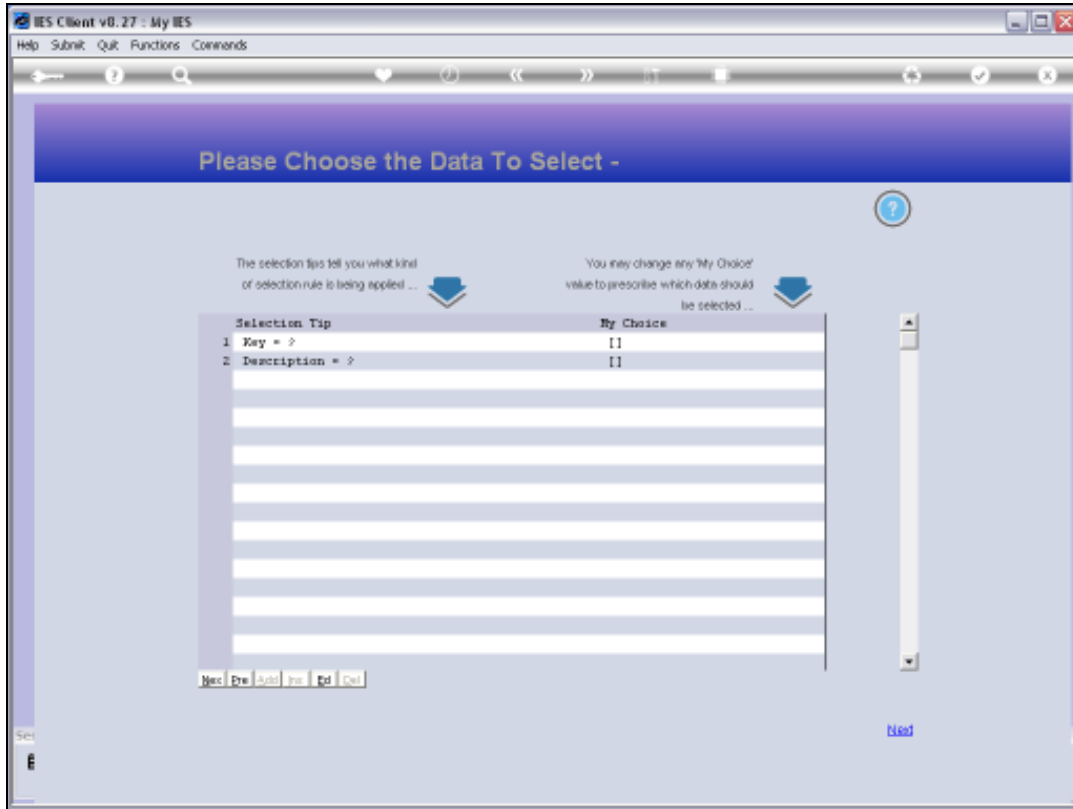 IES Client v8.27 : My IES
Help Submit Quit Functions Commands
Please Choose the Data To Select -
The selection tips tell you what kind
of selection rule is being applied ...
You may change any 'My Choice'
value to prescribe which data should
be selected ...
Selection Tip My Choice
1 Key = ? []
2 Description = ? []
Nex Pre Add Ins Ed Del
Next